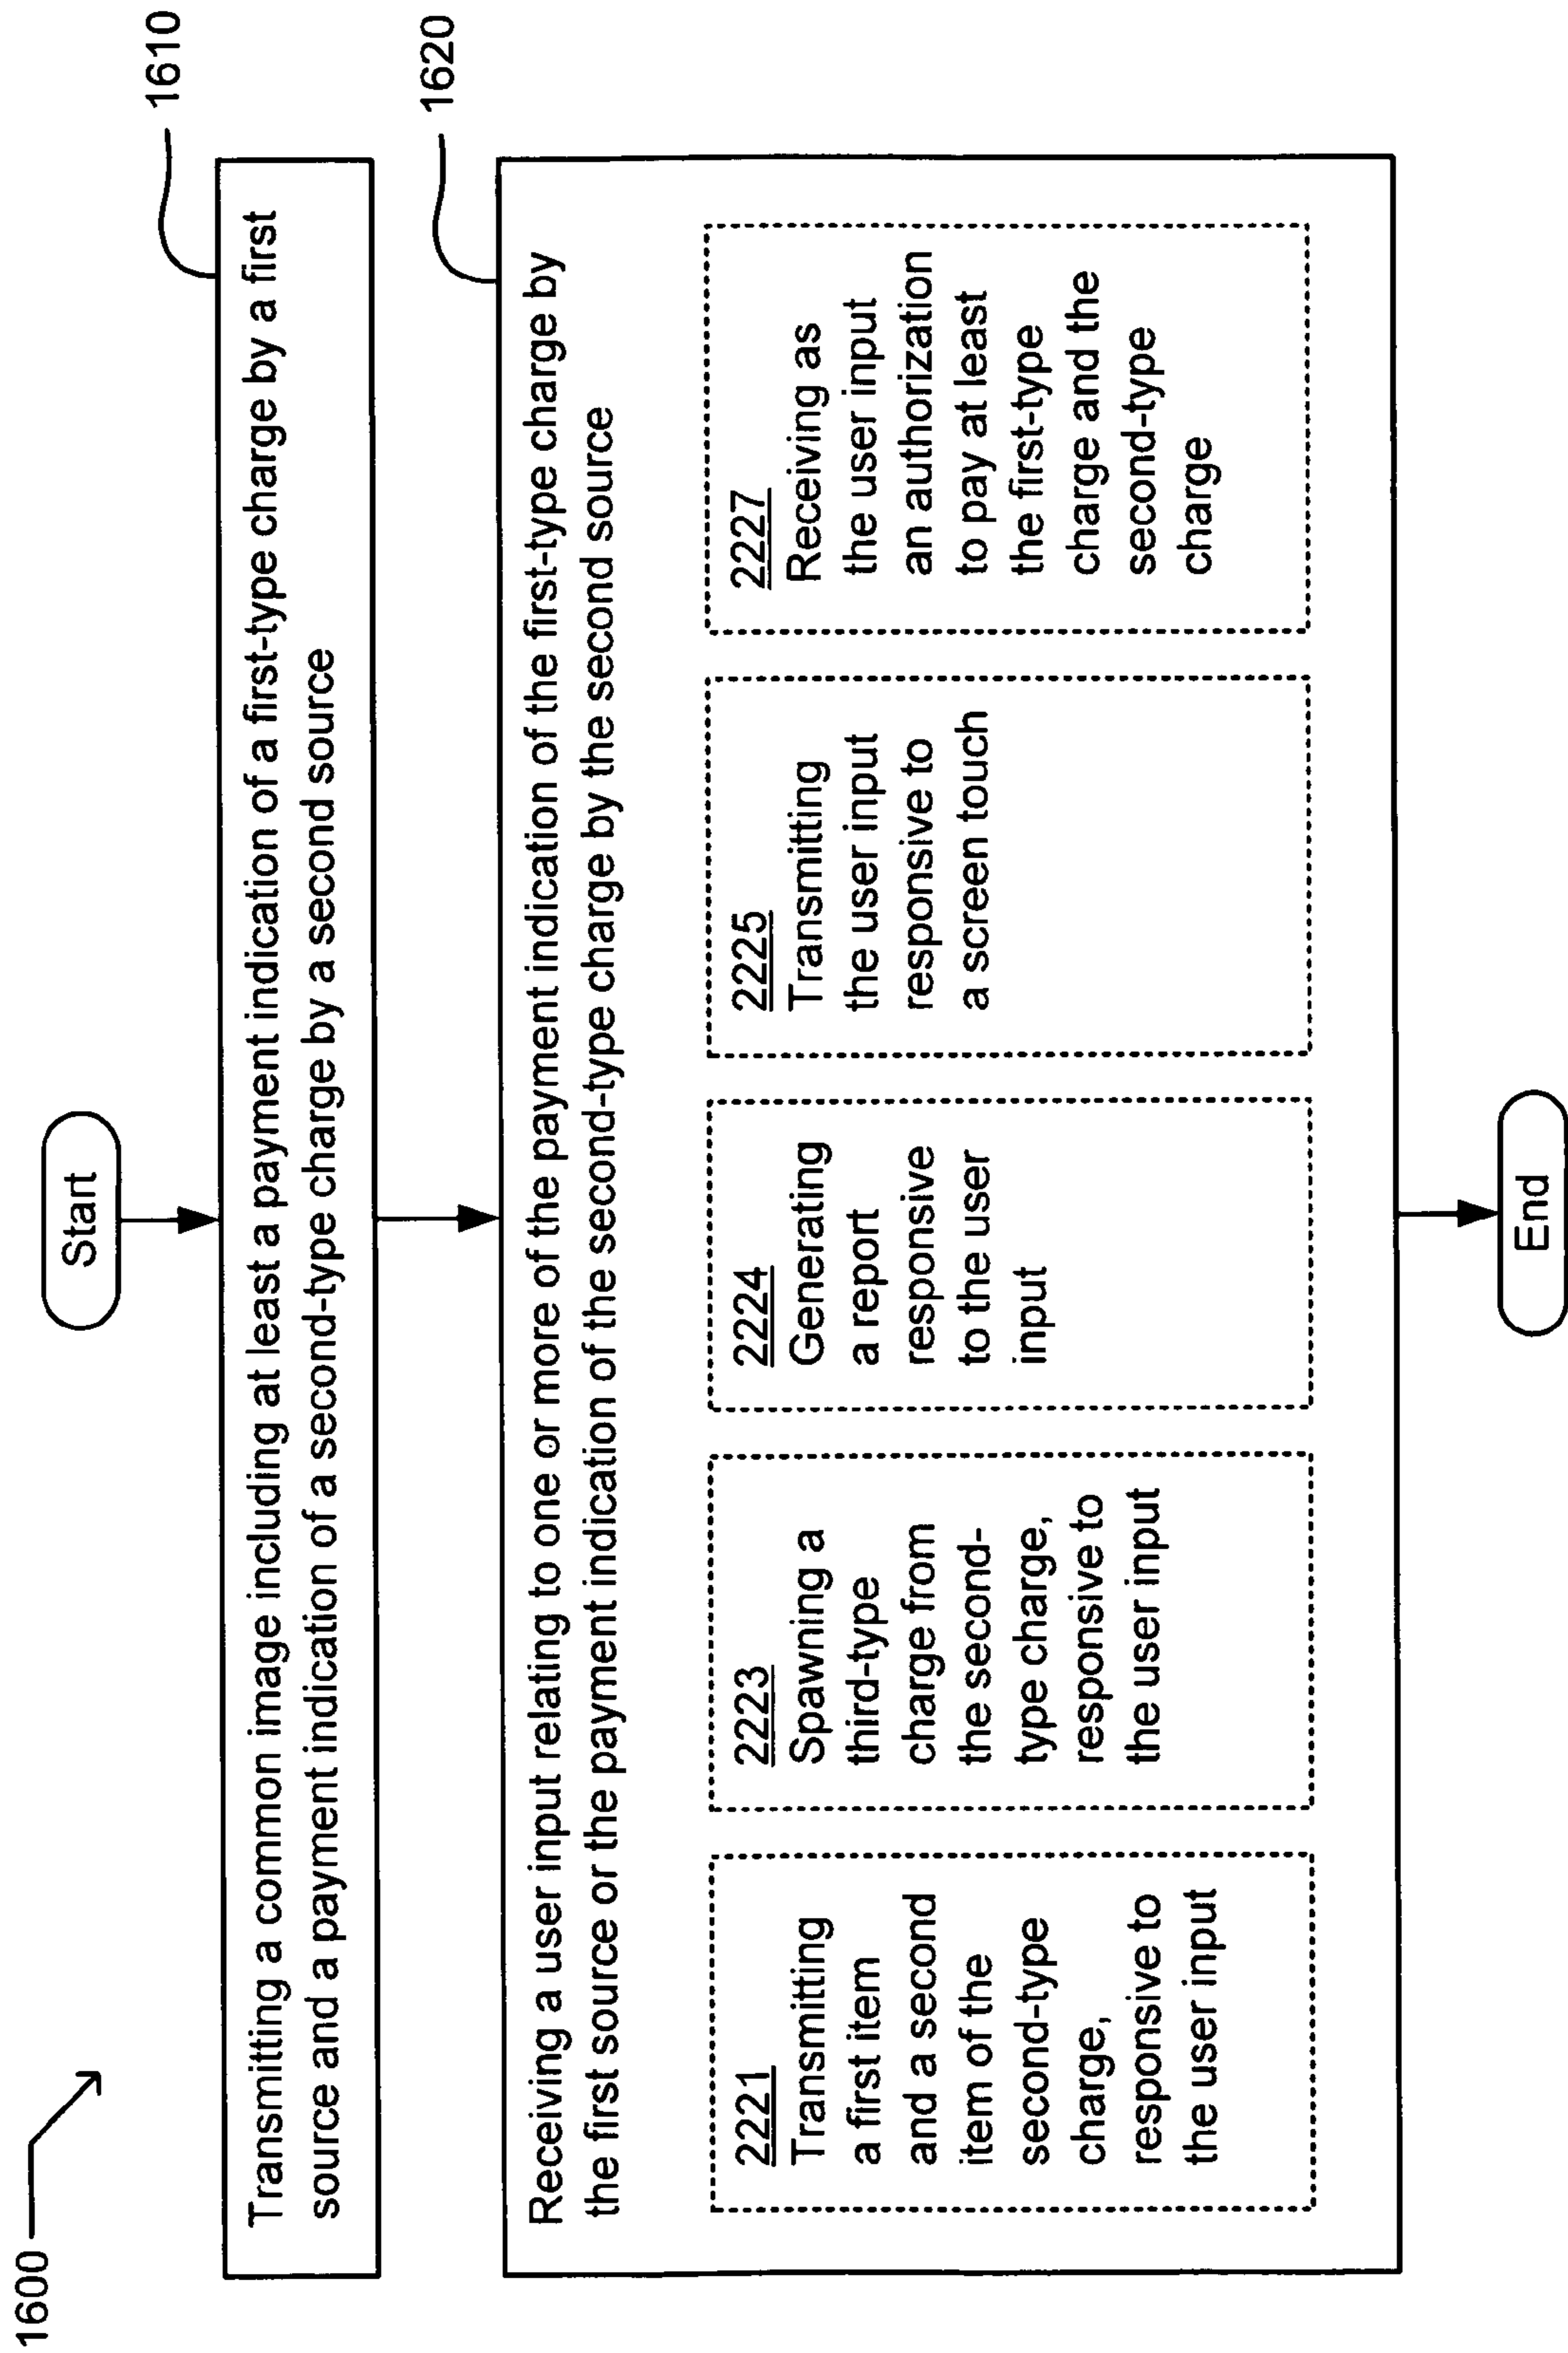 1600
Start
1610
Transmitting a common image including at least a payment indication of a first-type charge by a first
source and a payment indication of a second-type charge by a second source
1620
Receiving a user input relating to one or more of the payment indication of the first-type charge by
the first source or the payment indication of the second-type charge by the second source
2221
Transmitting
a first item
and a second
item of the
second-type
charge,
responsive to
the user input
2223
Spawning a
third-type
charge from
the second-
type charge,
responsive to
the user input
2224
Generating
a report
responsive
to the user
input
2225
Transmitting
the user input
responsive to
a screen touch
2227
Receiving as
the user input
an authorization
to pay at least
the first-type
charge and the
second-type
charge
End